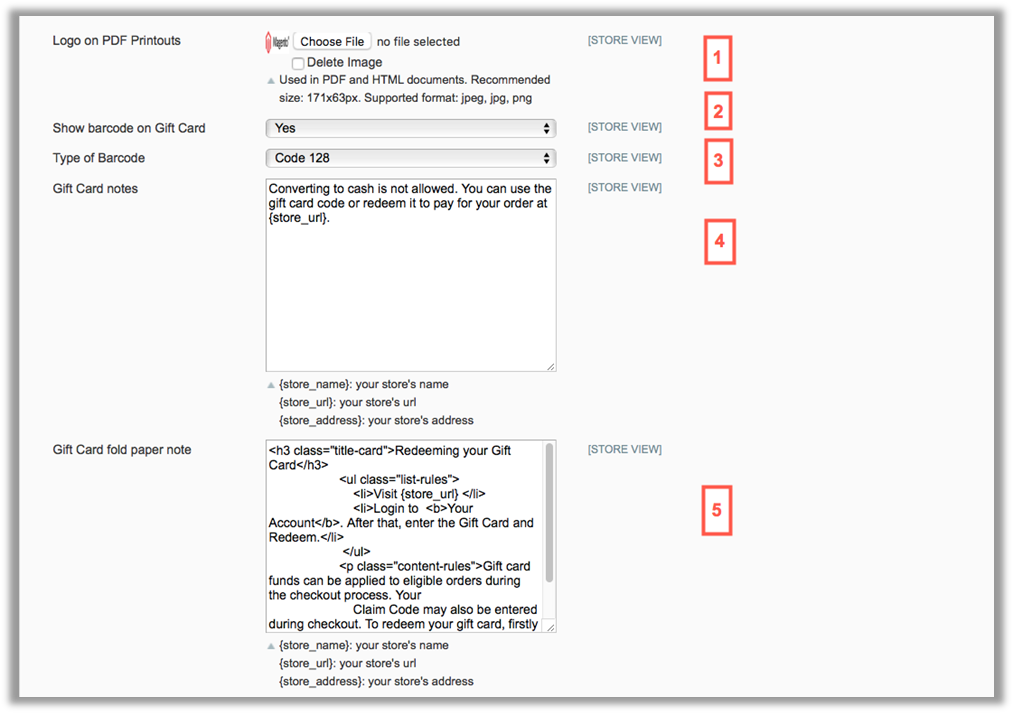 Logo on PDF Printouts Magento Choose File no file selected [STORE VIEW] 1
Delete Image
Used in PDF and HTML documents. Recommended
size: 171x63px. Supported format: jpeg, jpg, png
2
Show barcode on Gift Card Yes [STORE VIEW]
Type of Barcode Code 128 [STORE VIEW] 3
Gift Card notes [STORE VIEW]
Converting to cash is not allowed. You can use the
gift card code or redeem it to pay for your order at
{store_url}.
4
{store_name}: your store's name
{store_url}: your store's url
{store_address}: your store's address
Gift Card fold paper note [STORE VIEW]
<h3 class="title-card">Redeeming your Gift
Card</h3>
<ul class="list-rules">
<li>Visit {store_url} </li>
<li>Login to <b>Your
Account</b>. After that, enter the Gift Card and
Redeem.</li>
5
</ul>
<p class="content-rules">Gift card
funds can be applied to eligible orders during
the checkout process. Your
Claim Code may also be entered
during checkout. To redeem your gift card, firstly
{store_name}: your store's name
{store_url}: your store's url
{store_address}: your store's address